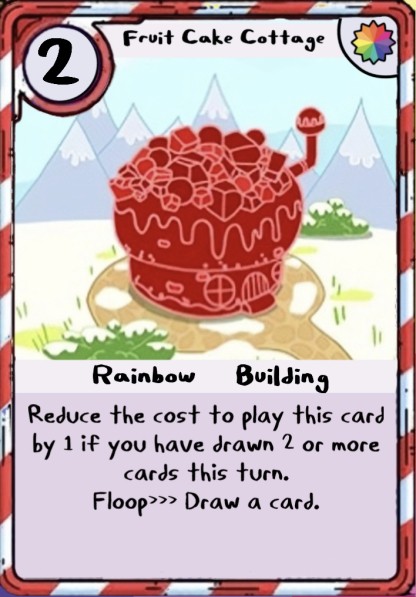 2
Fruit Cake Cottage
Rainbow Building
Reduce the cost to play this card
by 1 if you have drawn 2 or more
cards this turn.
Floop>>> Draw a card.